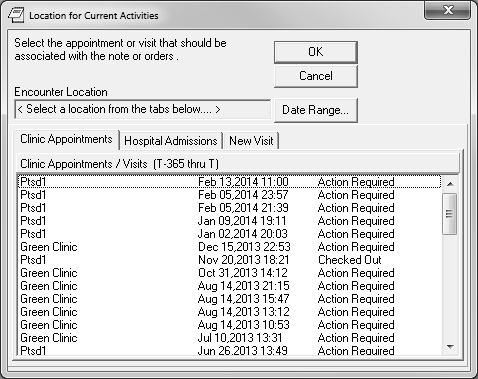 Location for Current Activities
Select the appointment or visit that should be
associated with the note or orders .
OK
Cancel
Encounter Location
< Select a location from the tabs below.... >
Date Range...
Clinic Appointments Hospital Admissions New Visit
Clinic Appointments / Visits (T-365 thru T)
Ptsd1 Feb 13,2014 11:00 Action Required
Ptsd1 Feb 05,2014 23:57 Action Required
Ptsd1 Feb 05,2014 21:39 Action Required
Ptsd1 Jan 09,2014 19:11 Action Required
Ptsd1 Jan 02,2014 20:03 Action Required
Green Clinic Dec 15,2013 22:53 Action Required
Ptsd1 Nov 20,2013 18:21 Checked Out
Green Clinic Oct 31,2013 14:12 Action Required
Green Clinic Aug 14,2013 21:15 Action Required
Green Clinic Aug 14,2013 15:47 Action Required
Green Clinic Aug 14,2013 13:12 Action Required
Green Clinic Aug 14,2013 10:53 Action Required
Green Clinic Jul 10,2013 13:31 Action Required
Ptsd1 Jun 26,2013 13:49 Action Required